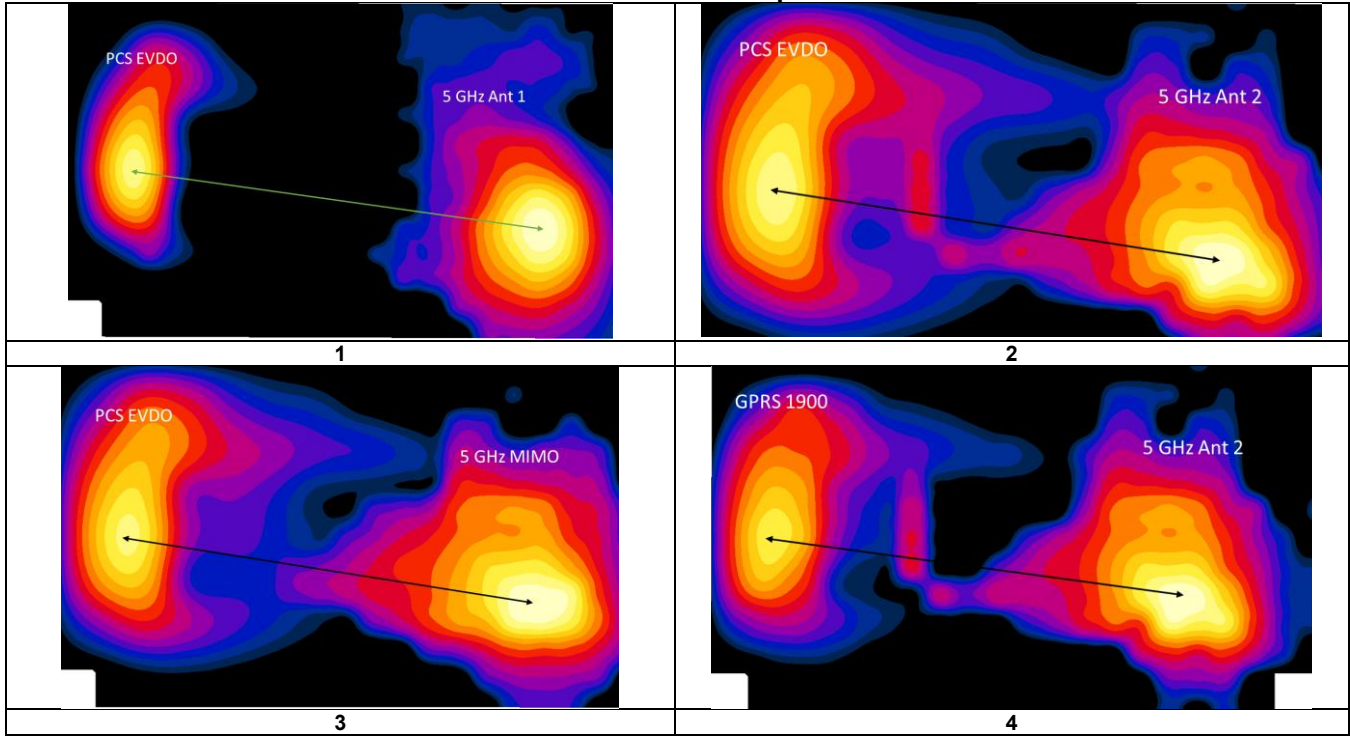 PCS EVDO
5 GHz Ant 1
PCS EVDO
5 GHz Ant 2
1
2
PCS EVDO
5 GHz MIMO
GPRS 1900
5 GHz Ant 2
3
4